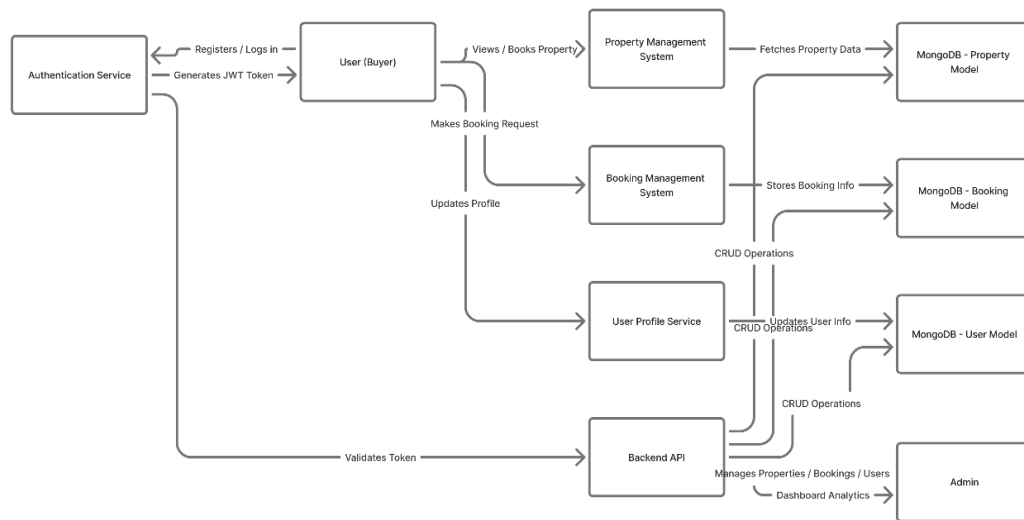 Registers / Logs in
Views / Books Property
Property Management
System
Fetches Property Data
MongoDB - Property
Model
Authentication Service
Generates JWT Token
User (Buyer)
Makes Booking Request
Booking Management
System
Stores Booking Info
MongoDB - Booking
Model
Updates Profile
CRUD Operations
User Profile Service
Updates User Info
CRUD Operations
MongoDB - User Model
CRUD Operations
Validates Token
Backend API
Manages Properties / Bookings / Users
Dashboard Analytics
Admin